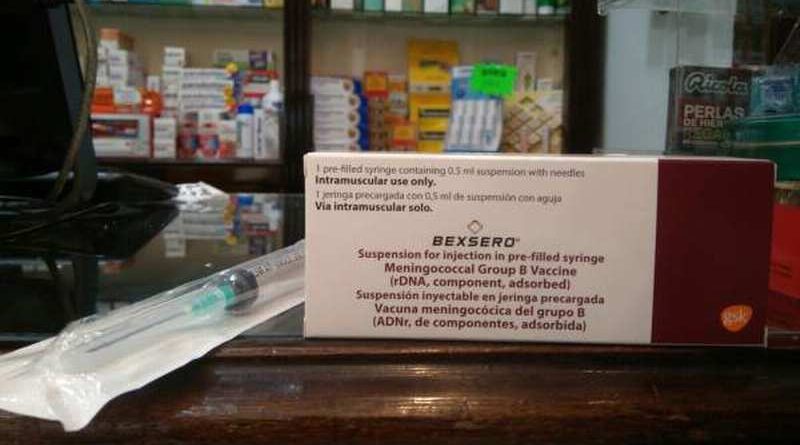 1 pre-filled syringe containing 0,5 ml suspension with needles
Intramuscular use only.
1 jeringa precargada con 0,5 ml de suspensión con aguja
Vía intramuscular solo.
BEXSERO®
Suspension for injection in pre-filled syringe
Meningococcal Group B Vaccine
(rDNA, component, adsorbed)
Suspensión inyectable en jeringa precargada
Vacuna meningocócica del grupo B
(ADNr, de componentes, adsorbida)
gsk
Ricola
PERLAS
DE HIER